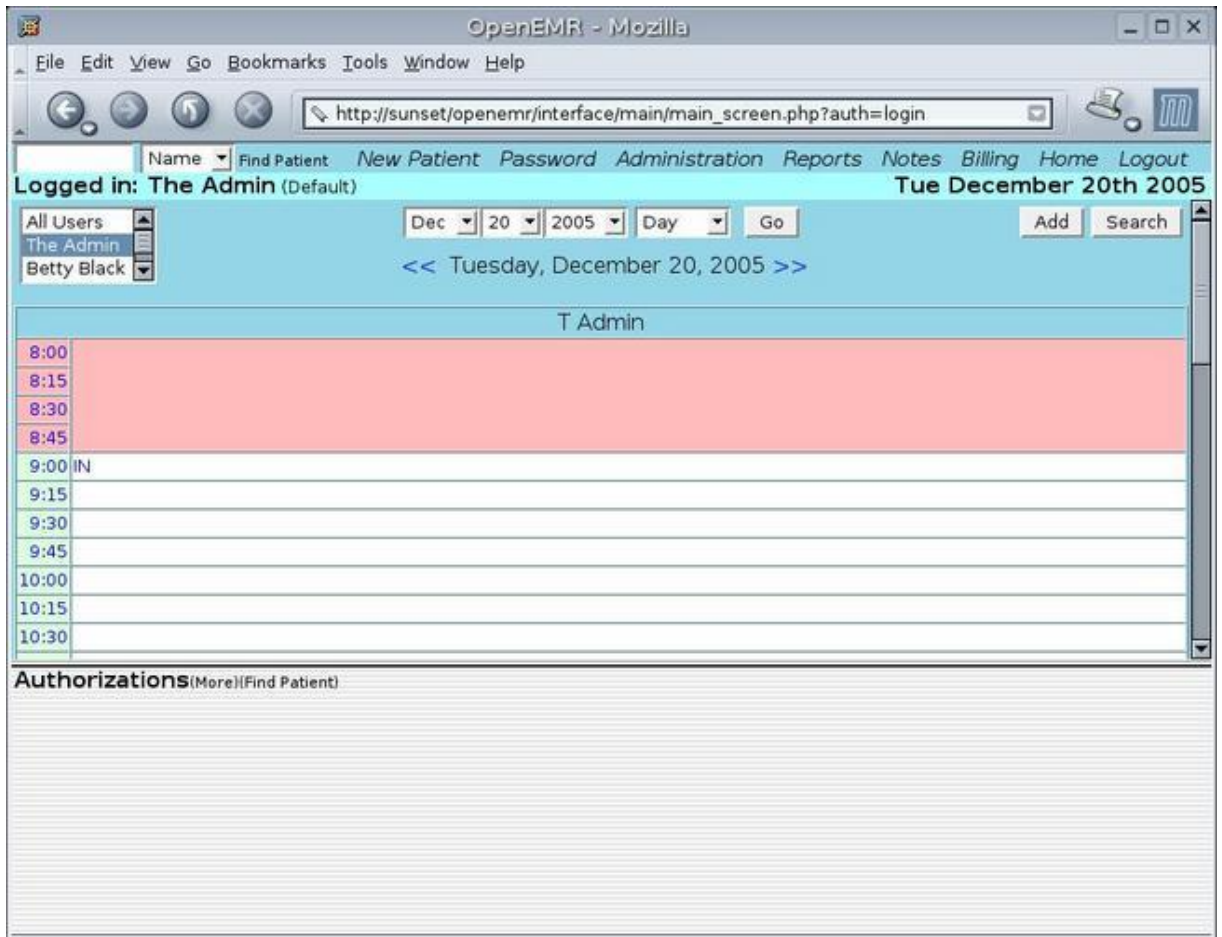 OpenEMR - Mozilla
File Edit View Go Bookmarks Tools Window Help
http://sunset/openemr/interface/main/main_screen.php?auth=login
Name Find Patient New Patient Password Administration Reports Notes Billing Home Logout
Logged in: The Admin (Default) Tue December 20th 2005
All Users
The Admin
Betty Black
Dec 20 2005 Day Go Add Search
<< Tuesday, December 20, 2005 >>
T Admin
8:00
8:15
8:30
8:45
9:00 IN
9:15
9:30
9:45
10:00
10:15
10:30
Authorizations(More)(Find Patient)